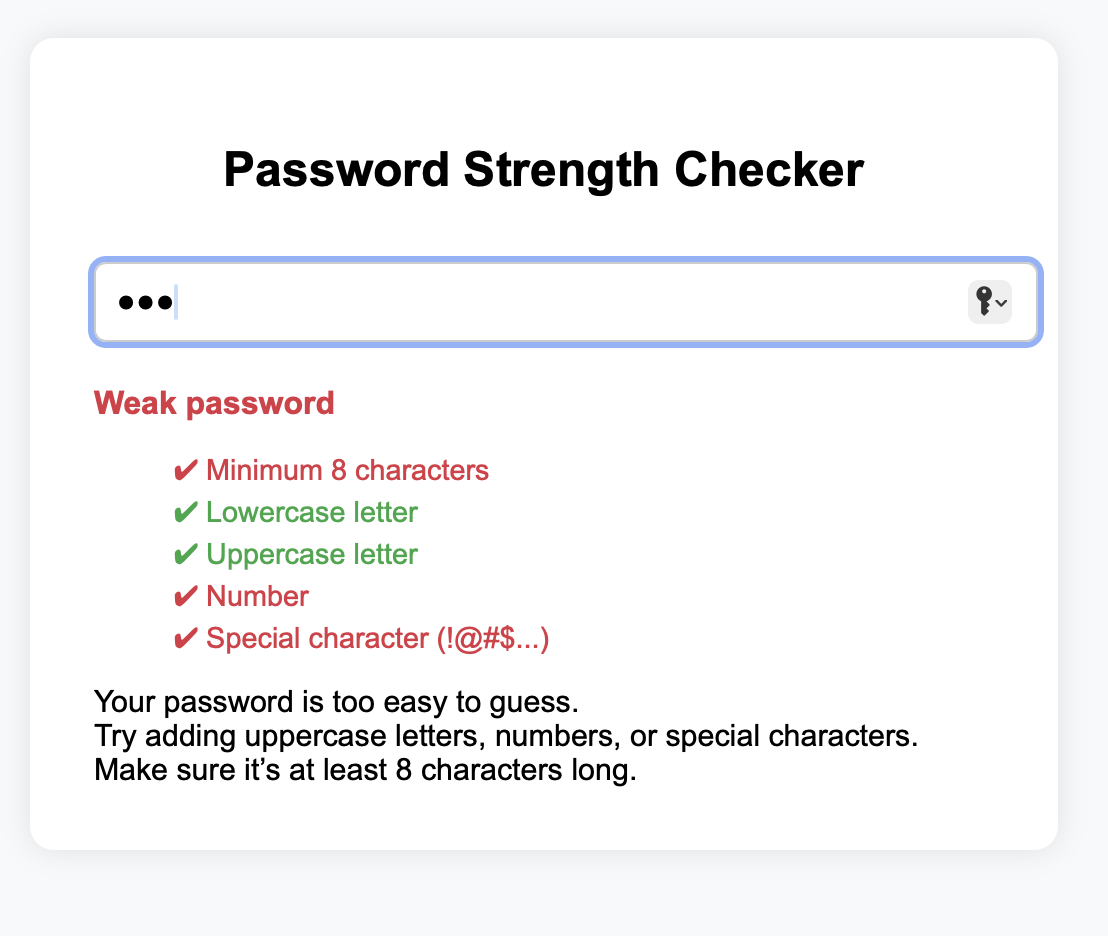 Password Strength Checker
•••
Weak password
✔ Minimum 8 characters
✔ Lowercase letter
✔ Uppercase letter
✔ Number
✔ Special character (!@#$...)
Your password is too easy to guess.
Try adding uppercase letters, numbers, or special characters.
Make sure it’s at least 8 characters long.